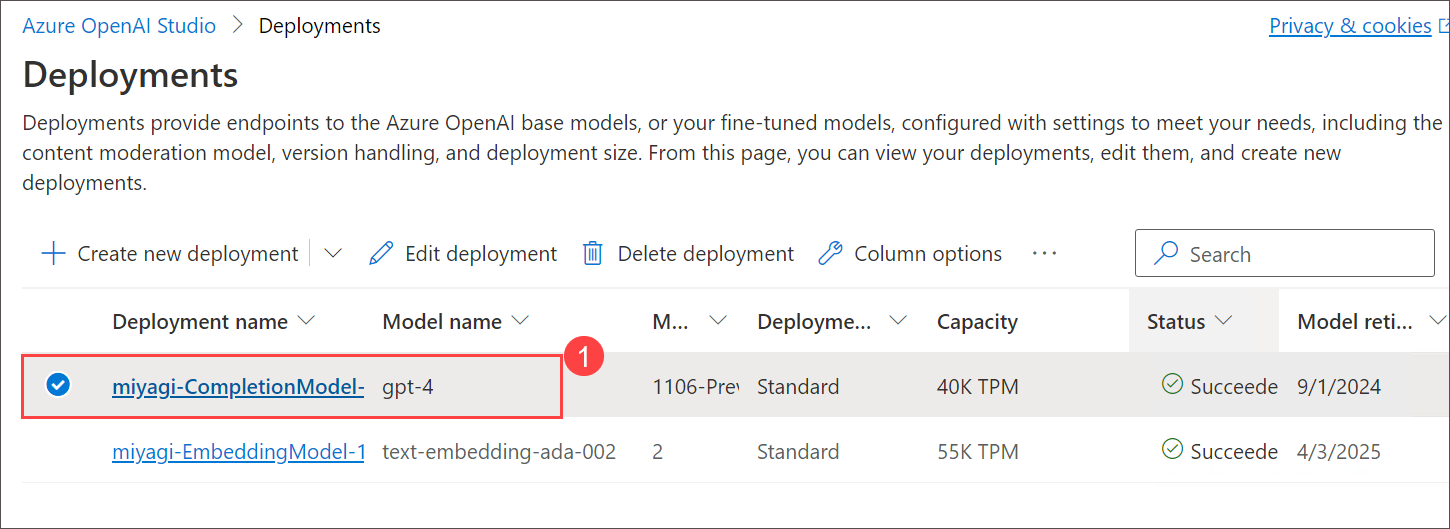 Azure OpenAI Studio > Deployments
Privacy & cookies
Deployments
Deployments provide endpoints to the Azure OpenAI base models, or your fine-tuned models, configured with settings to meet your needs, including the
content moderation model, version handling, and deployment size. From this page, you can view your deployments, edit them, and create new
deployments.
Create new deployment Edit deployment Delete deployment Column options ... Search
Deployment name Model name M... Deployme... Capacity Status Model reti...
1
miyagi-CompletionModel- gpt-4 1106-Prev Standard 40K TPM Succeede 9/1/2024
miyagi-EmbeddingModel-1 text-embedding-ada-002 2 Standard 55K TPM Succeede 4/3/2025